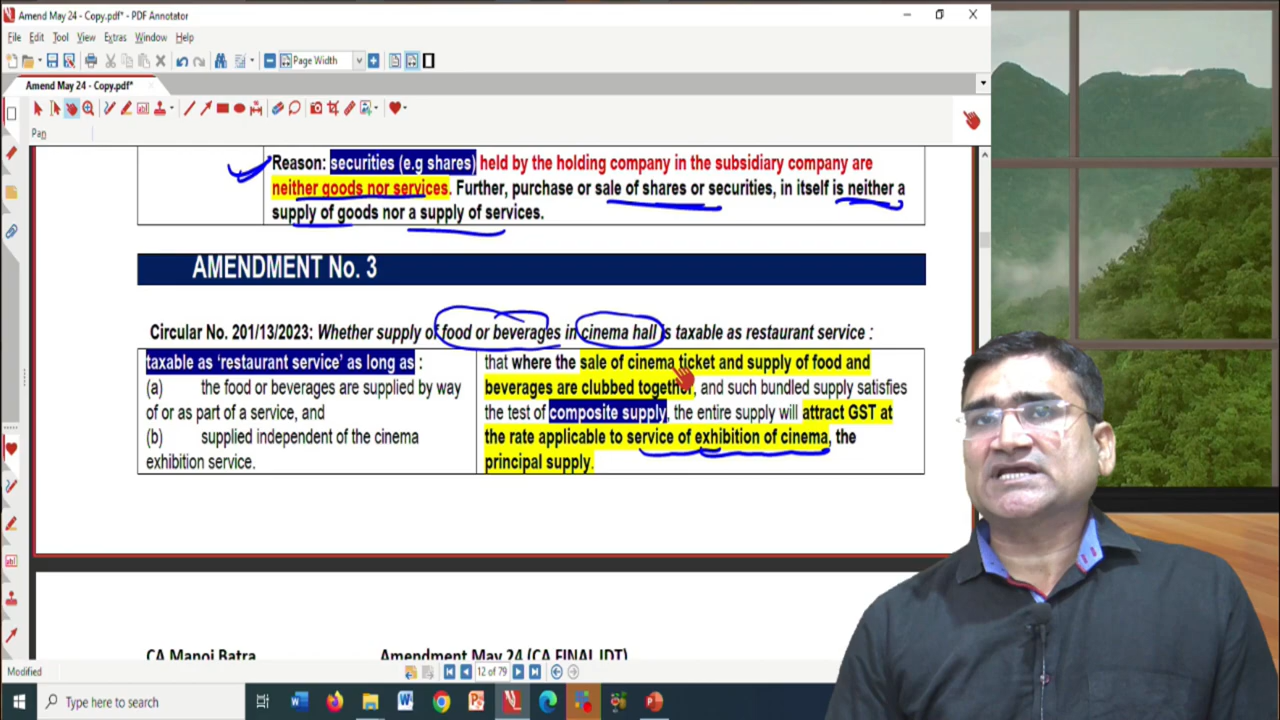 Amend May 24 - Copy.pdf* - PDF Annotator
File Edit Tool View Extras Window Help
Page Width
Amend May 24 - Copy.pdf*
Pan
Reason: securities (e.g shares) held by the holding company in the subsidiary company are
neither goods nor services. Further, purchase or sale of shares or securities, in itself is neither a
supply of goods nor a supply of services.
AMENDMENT No. 3
Circular No. 201/13/2023: Whether supply of food or beverages in cinema hall is taxable as restaurant service :
taxable as 'restaurant service' as long as :
(a) the food or beverages are supplied by way
of or as part of a service, and
(b) supplied independent of the cinema
exhibition service.
that where the sale of cinema ticket and supply of food and
beverages are clubbed together, and such bundled supply satisfies
the test of composite supply, the entire supply will attract GST at
the rate applicable to service of exhibition of cinema, the
principal supply.
CA Manoj Batra Amendment May 24 (CA FINAL IDT)
Modified
12 of 79
Type here to search